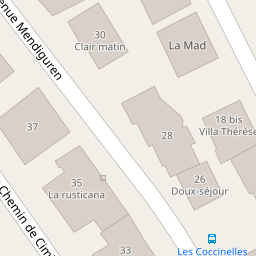 30
Clair matin
La Mad
enue Mendiguren
37
28
18 bis
Villa Thérèse
26
Doux-séjour
35
La rusticana
Chemin de Cim
33
Les Coccinelles